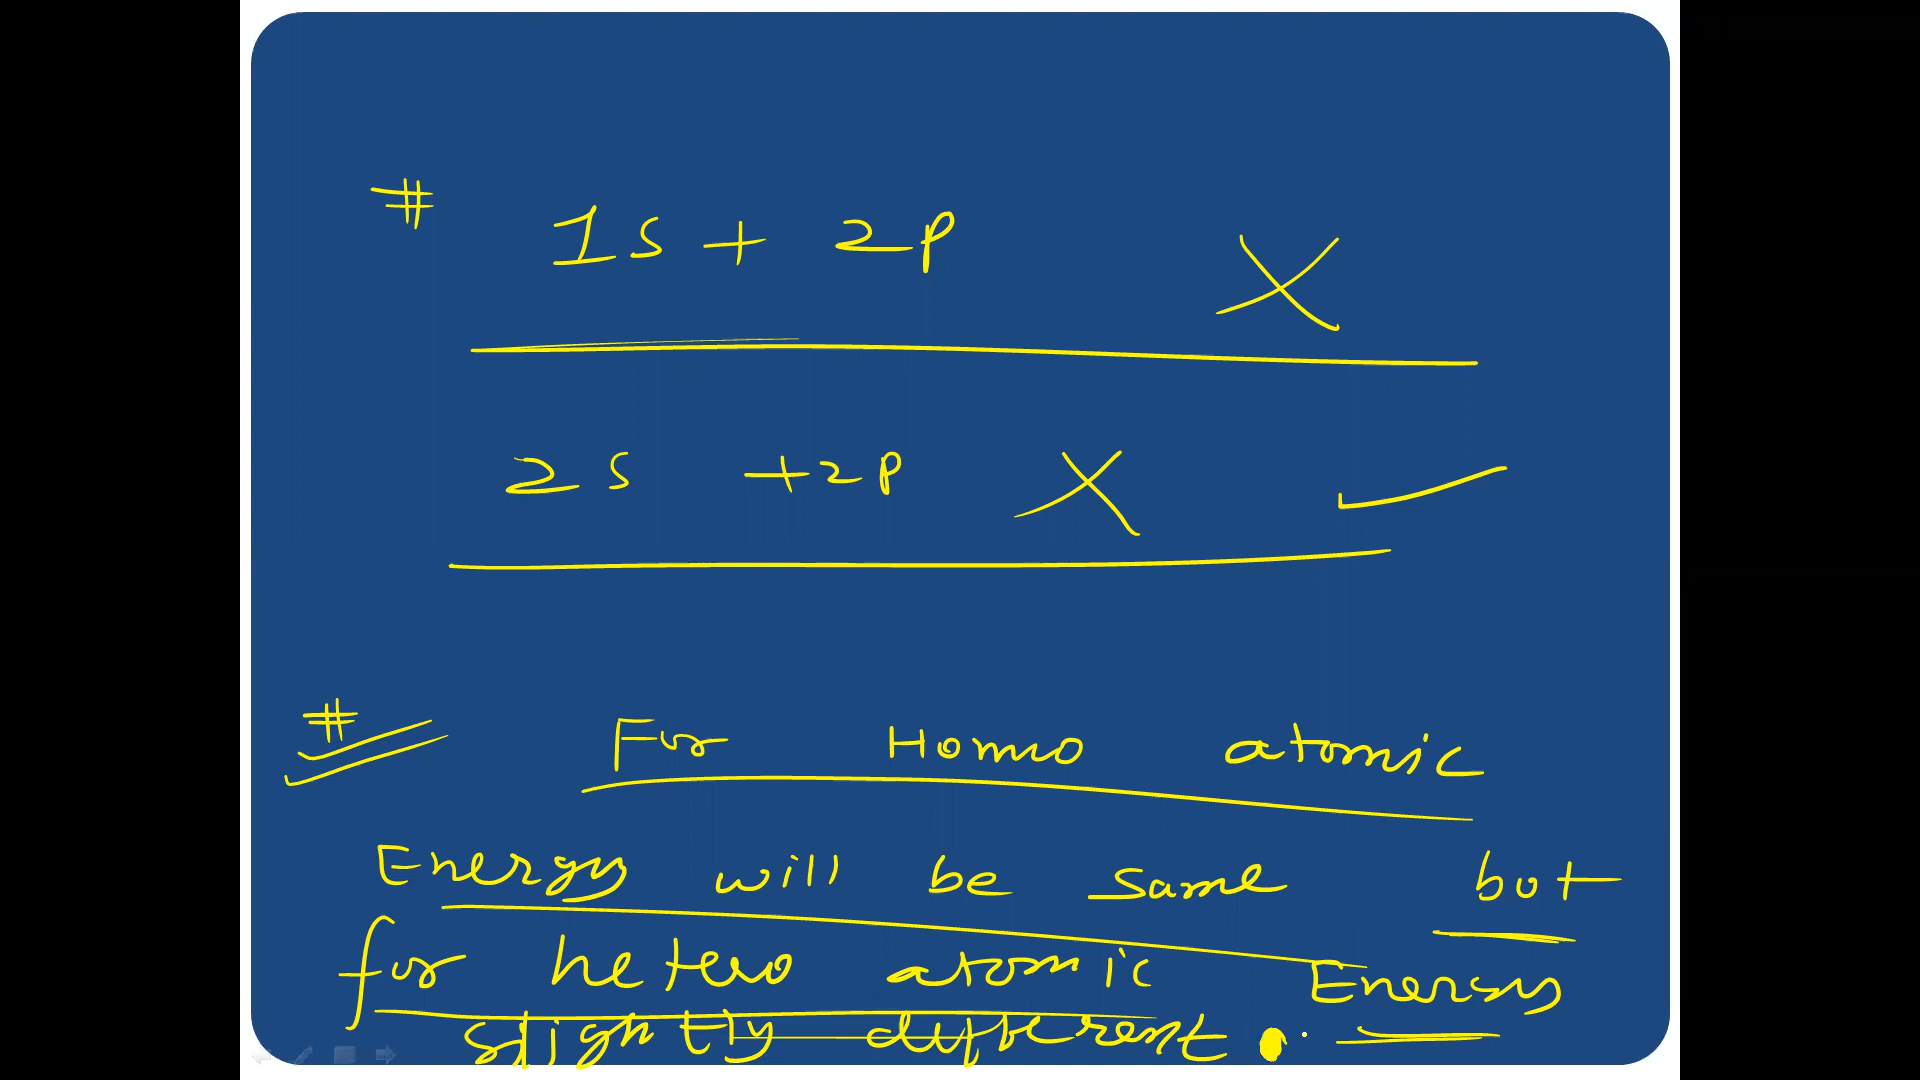 # 1s + 2p X
2s +2p X ✓
# For Homo atomic
Energy will be same but
for hetero atomic Energy
slightly different.